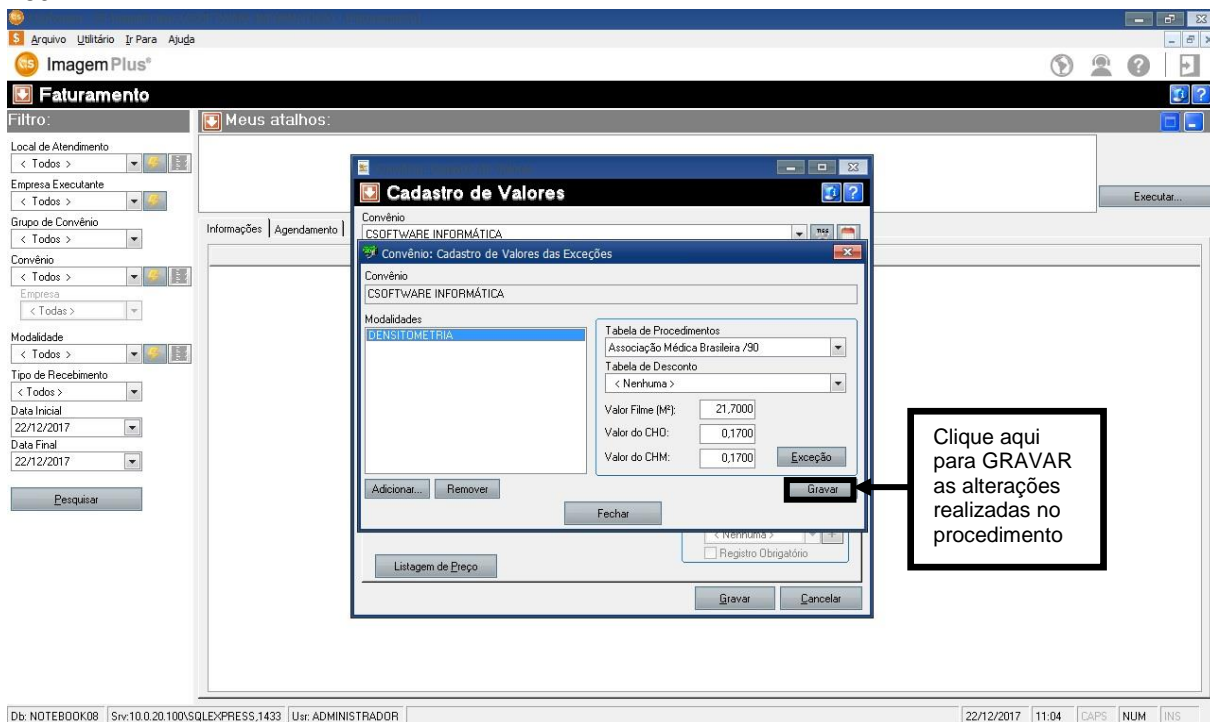 Arquivo Utilitário Ir Para Ajuda
ImagemPlus®
Faturamento
Filtro:
Meus atalhos:
Local de Atendimento
< Todos >
Empresa Executante
< Todos >
Grupo de Convênio
< Todos >
Convênio
< Todos >
Empresa
< Todas >
Modalidade
< Todos >
Tipo de Recebimento
< Todos >
Data Inicial
22/12/2017
Data Final
22/12/2017
Pesquisar
Executar...
Informações Agendamento
Cadastro de Valores
Convênio
CSOFTWARE INFORMÁTICA
Convênio: Cadastro de Valores das Exceções
Convênio
CSOFTWARE INFORMÁTICA
Modalidades
DENSITOMETRIA
Tabela de Procedimentos
Associação Médica Brasileira /90
Tabela de Desconto
< Nenhuma >
Valor Filme (M²): 21,7000
Valor do CHO: 0,1700
Valor do CHM: 0,1700
Exceção
Adicionar... Remover
Gravar
Fechar
< Nenhuma >
Registro Obrigatório
Listagem de Preço
Gravar Cancelar
Clique aqui
para GRAVAR
as alterações
realizadas no
procedimento
Db: NOTEBOOK08 Srv:10.0.20.100\SQLEXPRESS,1433 Usr: ADMINISTRADOR 22/12/2017 11:04 CAPS NUM INS